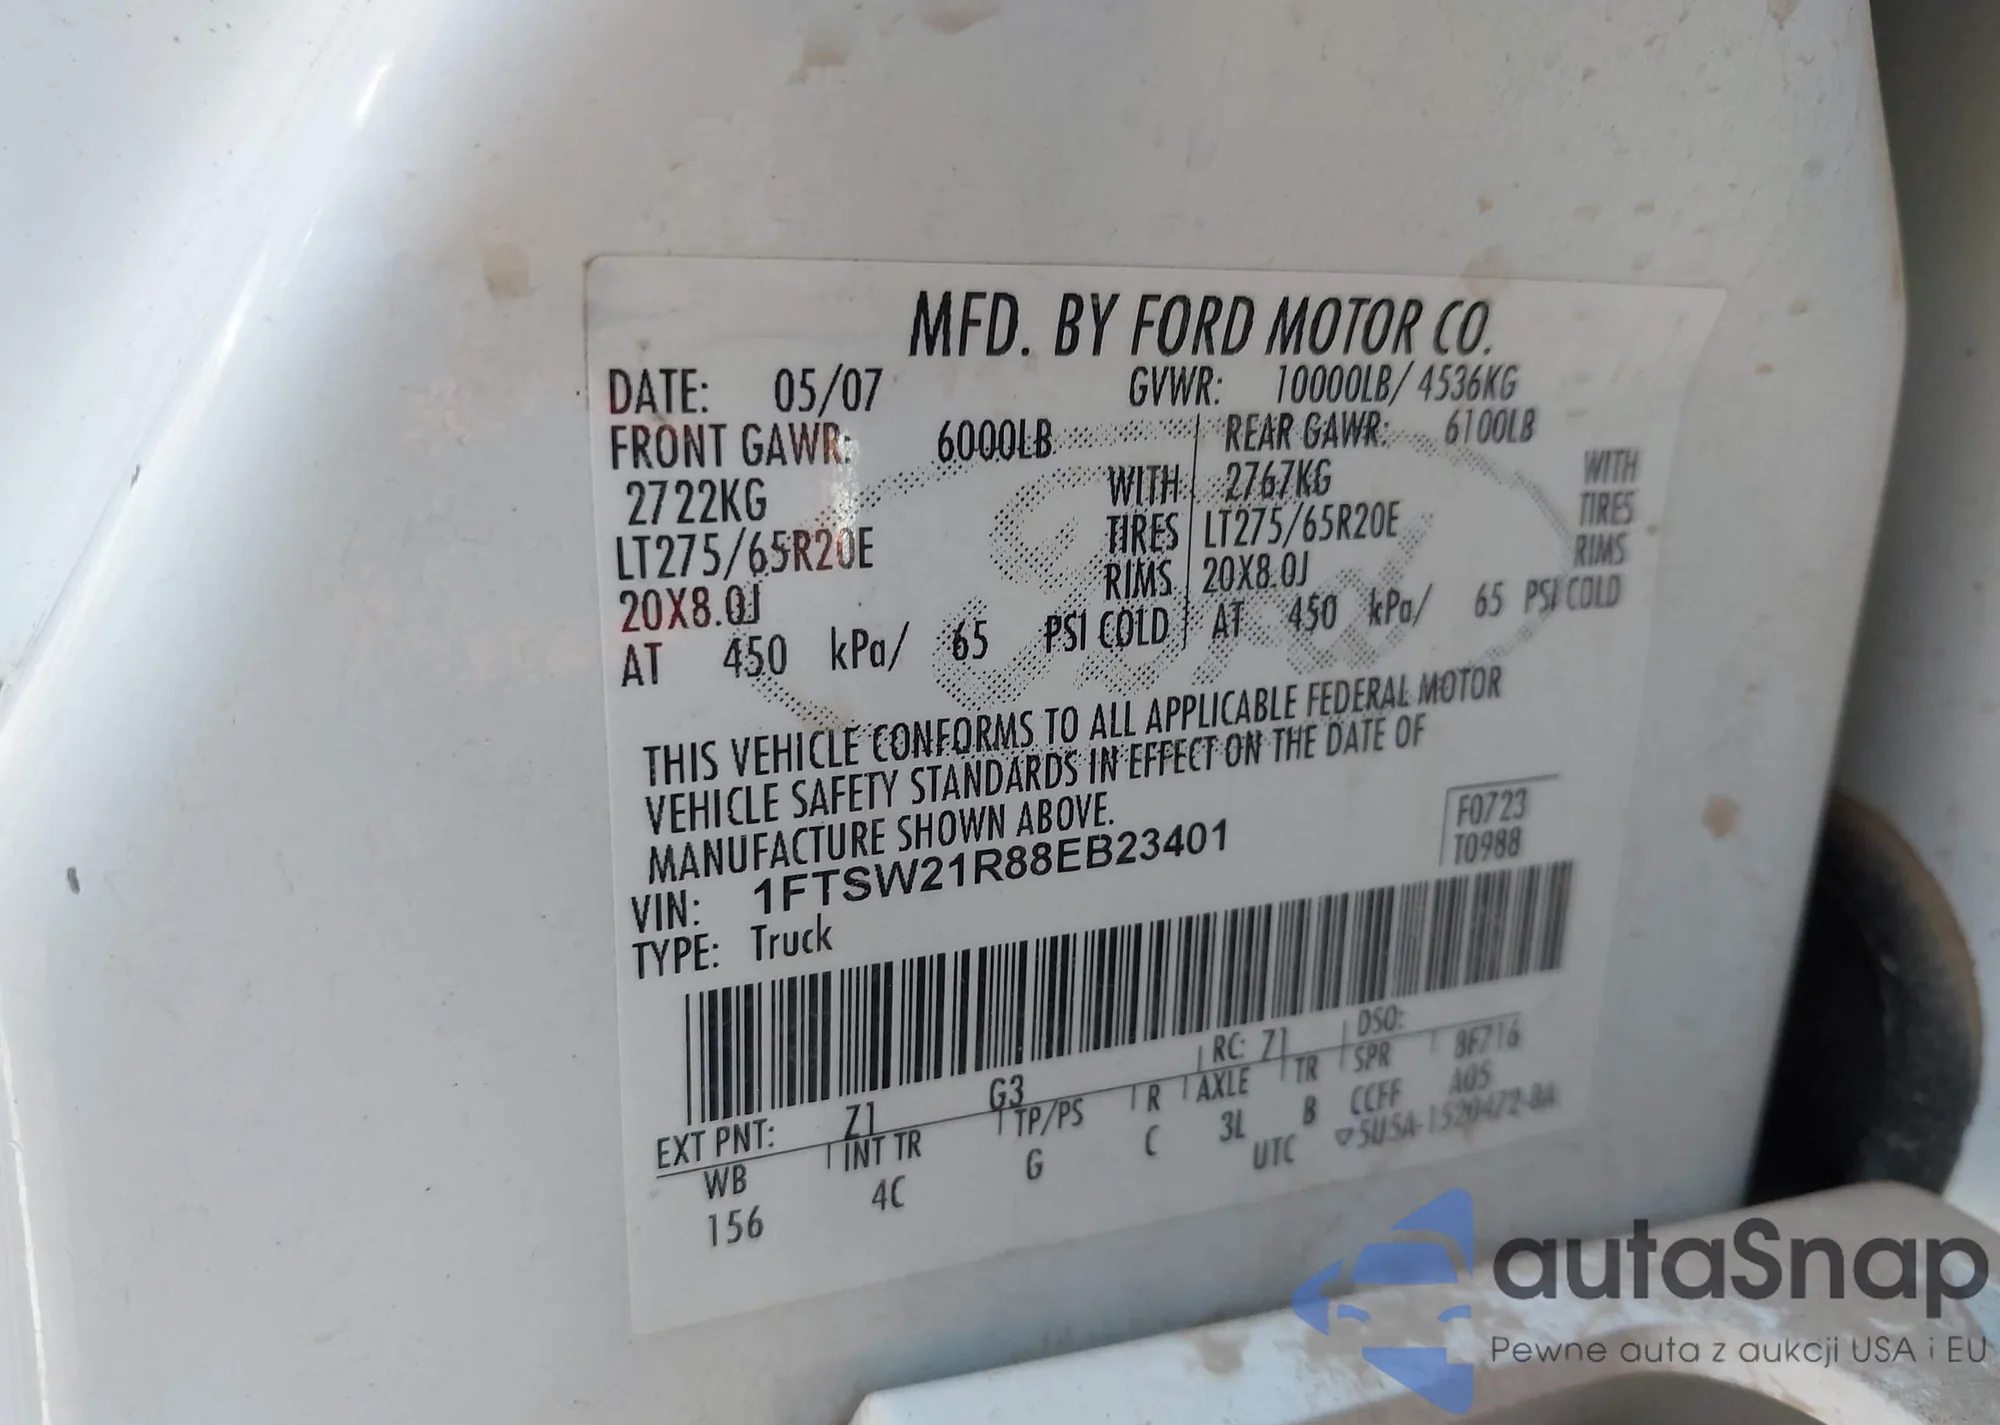 MFD. BY FORD MOTOR CO.
DATE: 05/07 GVWR: 10000LB/ 4536KG
FRONT GAWR: 6000LB REAR GAWR: 6100LB
2722KG WITH 2767KG WITH
LT275/65R20E TIRES LT275/65R20E TIRES
20X8.0J RIMS 20X8.0J RIMS
AT 450 kPa/ 65 PSI COLD AT 450 kPa/ 65 PSI COLD
THIS VEHICLE CONFORMS TO ALL APPLICABLE FEDERAL MOTOR
VEHICLE SAFETY STANDARDS IN EFFECT ON THE DATE OF
MANUFACTURE SHOWN ABOVE.
F0723
VIN: 1FTSW21R88EB23401
T0988
TYPE: Truck
EXT PNT: Z1 G3 RC: Z1 DSO:
WB INT TR TP/PS R AXLE TR SPR 8F716
156 4C G C 3L B CCFF A05
UTC ▽5U5A-1520472-BA
Ford
autaSnap
Pewne auta z aukcji USA i EU